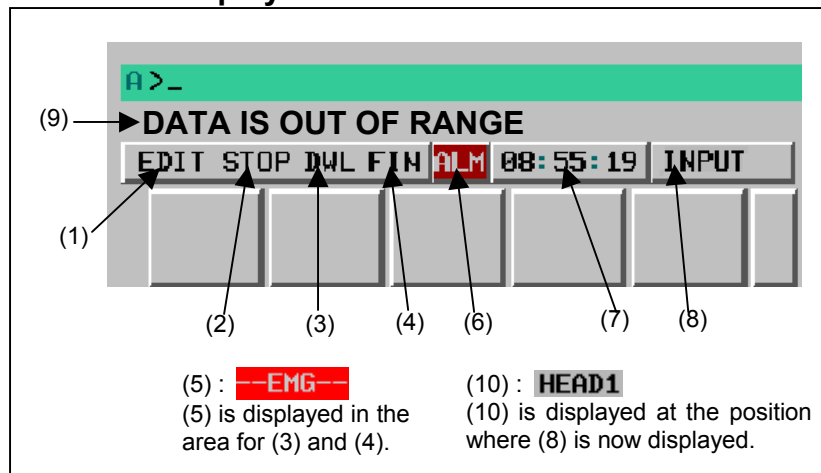 A>_
(9) DATA IS OUT OF RANGE
EDIT STOP DWL FIN ALM 08:55:19 INPUT
(1)
(2) (3) (4) (6) (7) (8)
(5) : --EMG--
(5) is displayed in the
area for (3) and (4).
(10) : HEAD1
(10) is displayed at the position
where (8) is now displayed.